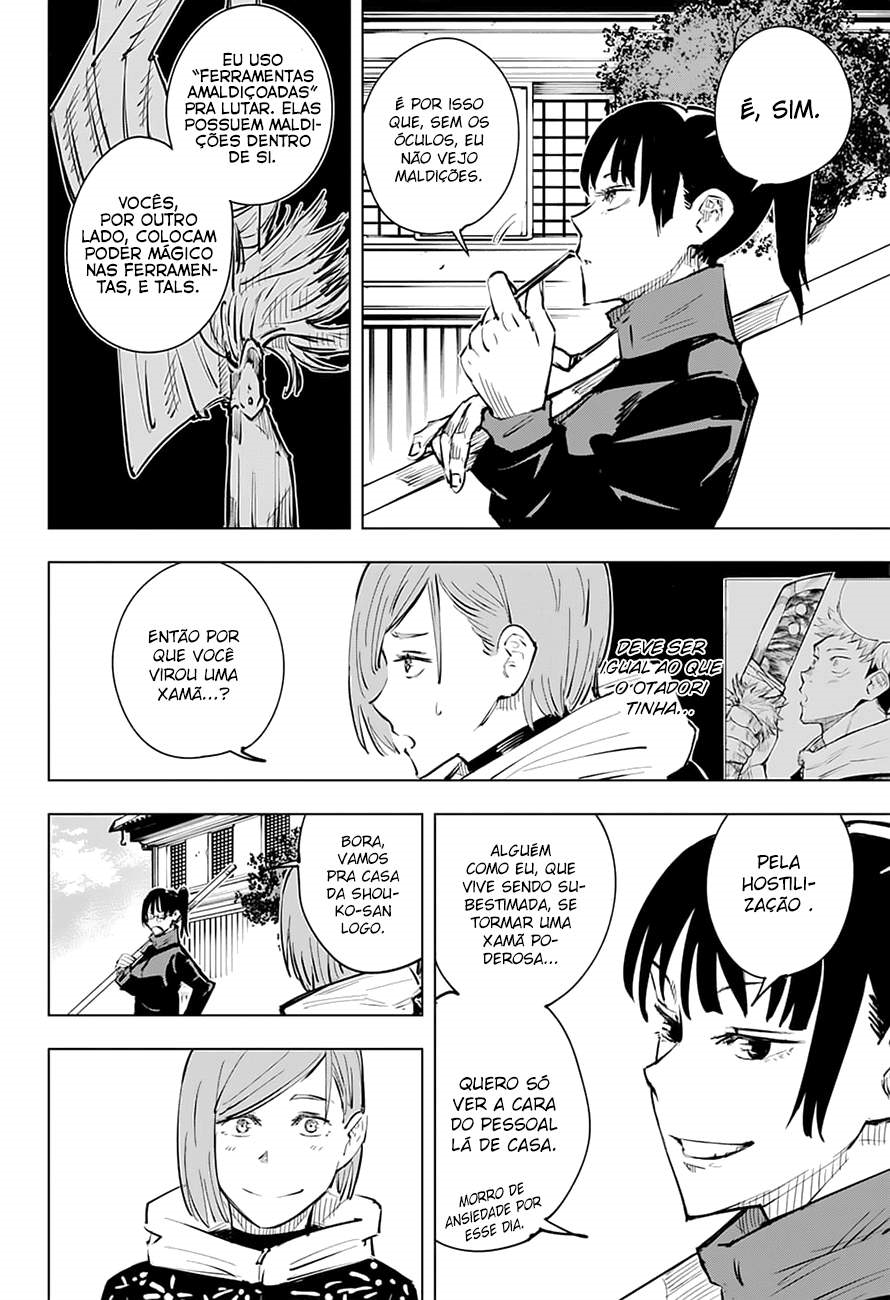 É, SIM.
É POR ISSO
QUE, SEM OS
ÓCULOS, EU
NÃO VEJO
MALDIÇÕES.
EU USO
"FERRAMENTAS
AMALDIÇOADAS"
PRA LUTAR. ELAS
POSSUEM MALDI-
ÇÕES DENTRO
DE SI.
VOCÊS,
POR OUTRO
LADO, COLOCAM
PODER MÁGICO
NAS FERRAMEN-
TAS, E TALS.
DEVE SER
IGUAL AO QUE
O OTADORI
TINHA...
ENTÃO POR
QUE VOCÊ
VIROU UMA
XAMÃ...?
PELA
HOSTILI-
ZAÇÃO .
ALGUÉM
COMO EU, QUE
VIVE SENDO SU-
BESTIMADA, SE
TORMAR UMA
XAMÃ PO-
DEROSA...
QUERO SÓ
VER A CARA
DO PESSOAL
LÁ DE CASA.
MORRO DE
ANSIEDADE POR
ESSE DIA.
BORA,
VAMOS
PRA CASA
DA SHOU-
KO-SAN
LOGO.